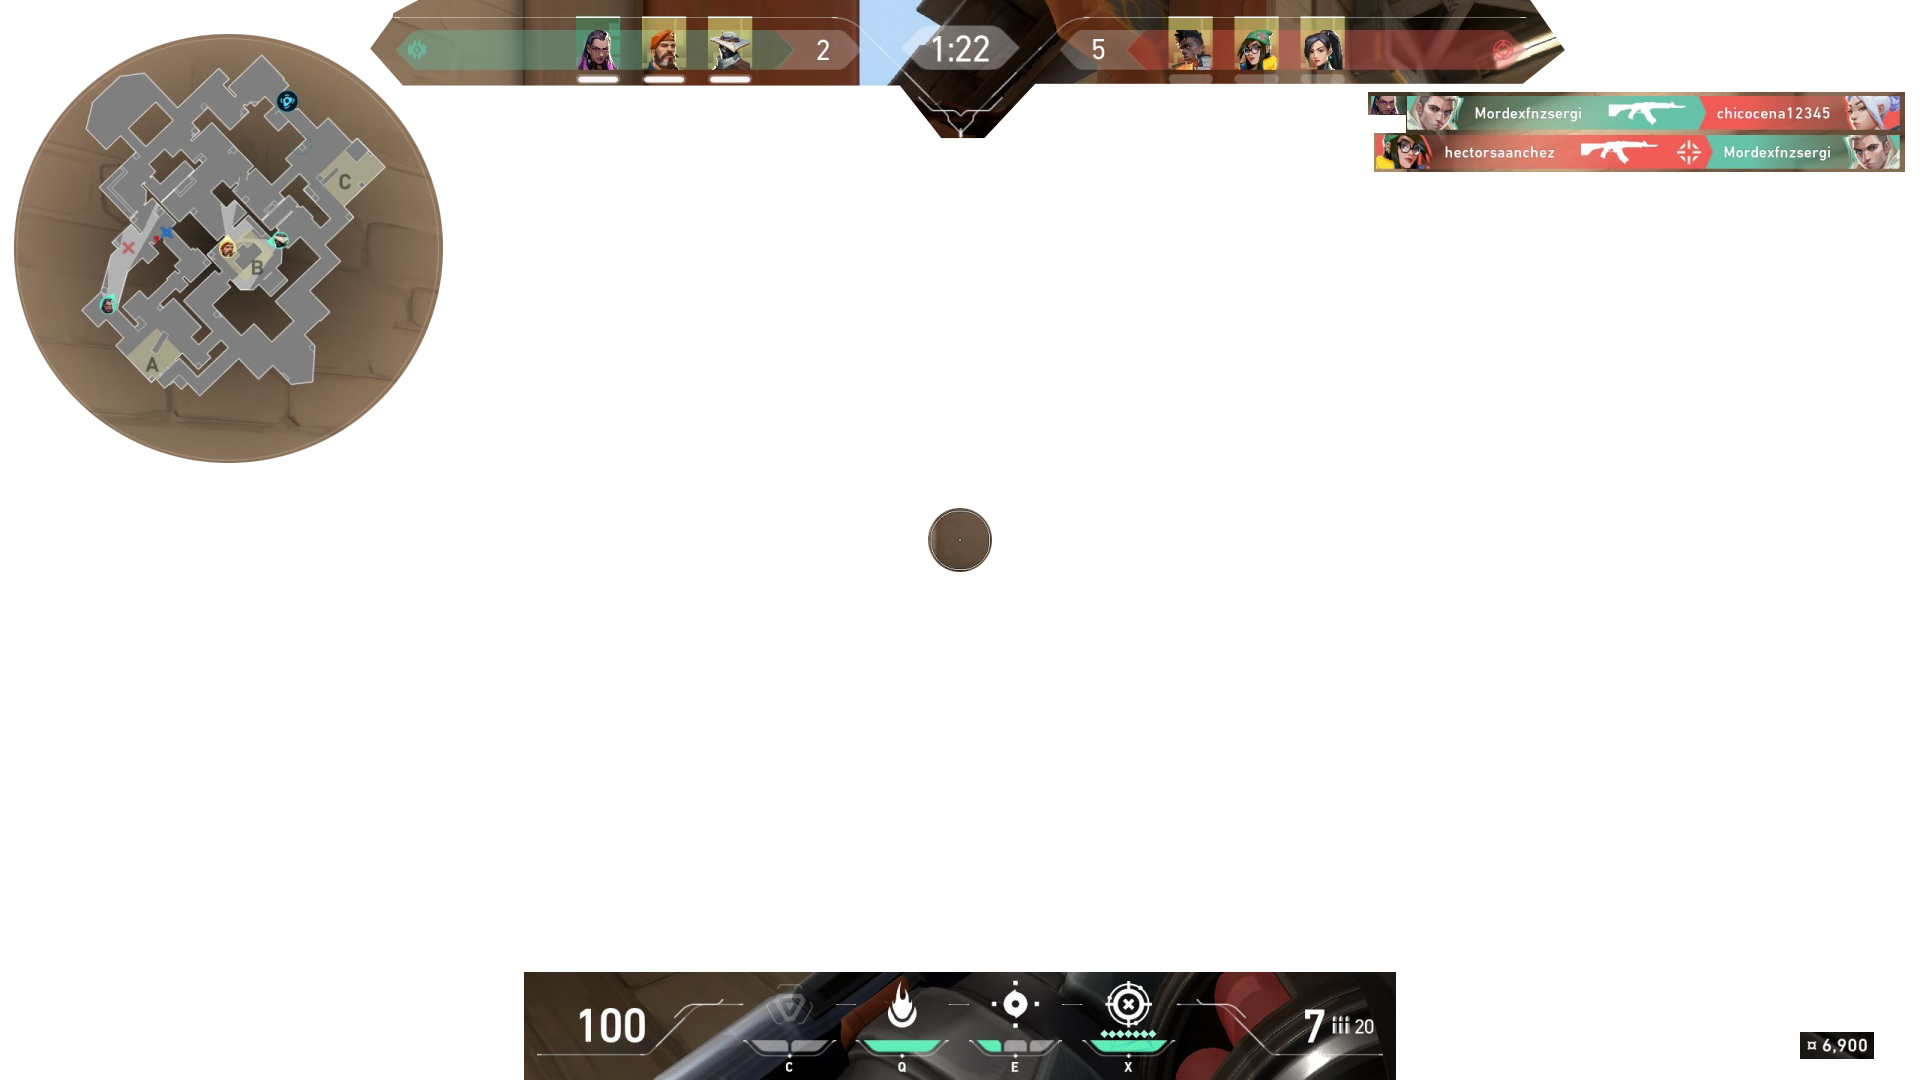 2
1:22
5
Mordexfnzsergi chicocena12345
hectorsaanchez Mordexfnzsergi
C
B
A
100
7 20
C Q E X
¤ 6,900